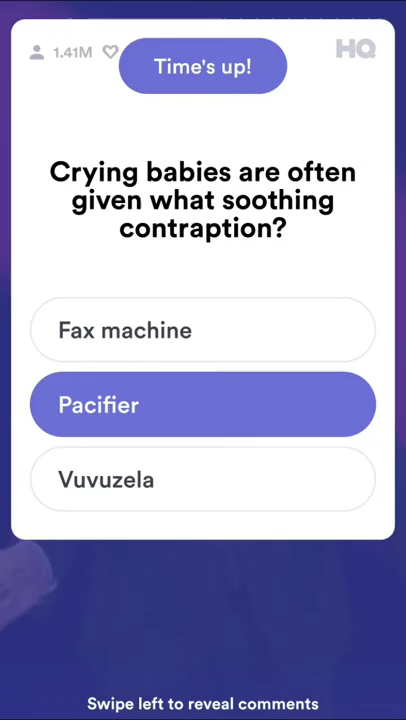 1.41M
Time's up!
HQ
Crying babies are often
given what soothing
contraption?
Fax machine
Pacifier
Vuvuzela
Swipe left to reveal comments